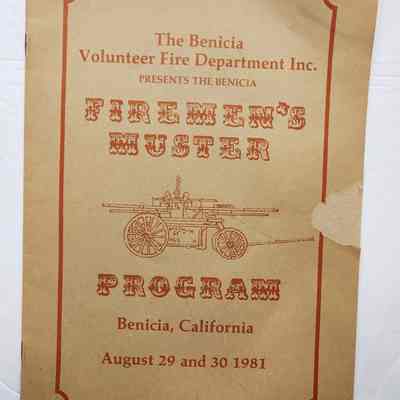 The Benicia
Volunteer Fire Department Inc.
PRESENTS THE BENICIA
FIREMEN'S
MUSTER
PROGRAM
Benicia, California
August 29 and 30 1981